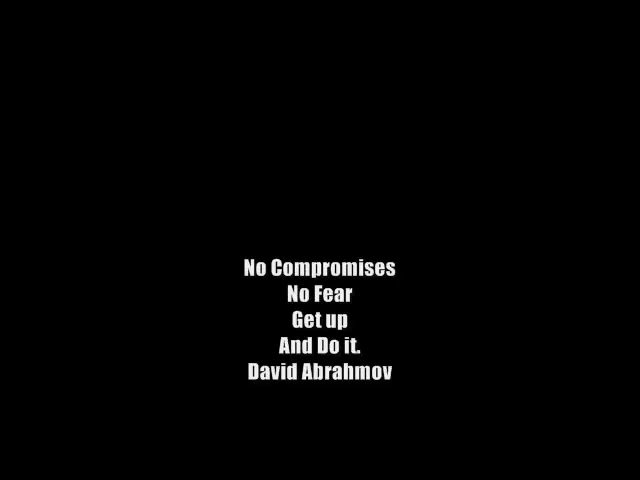 No Compromises
No Fear
Get up
And Do it.
David Abrahmov